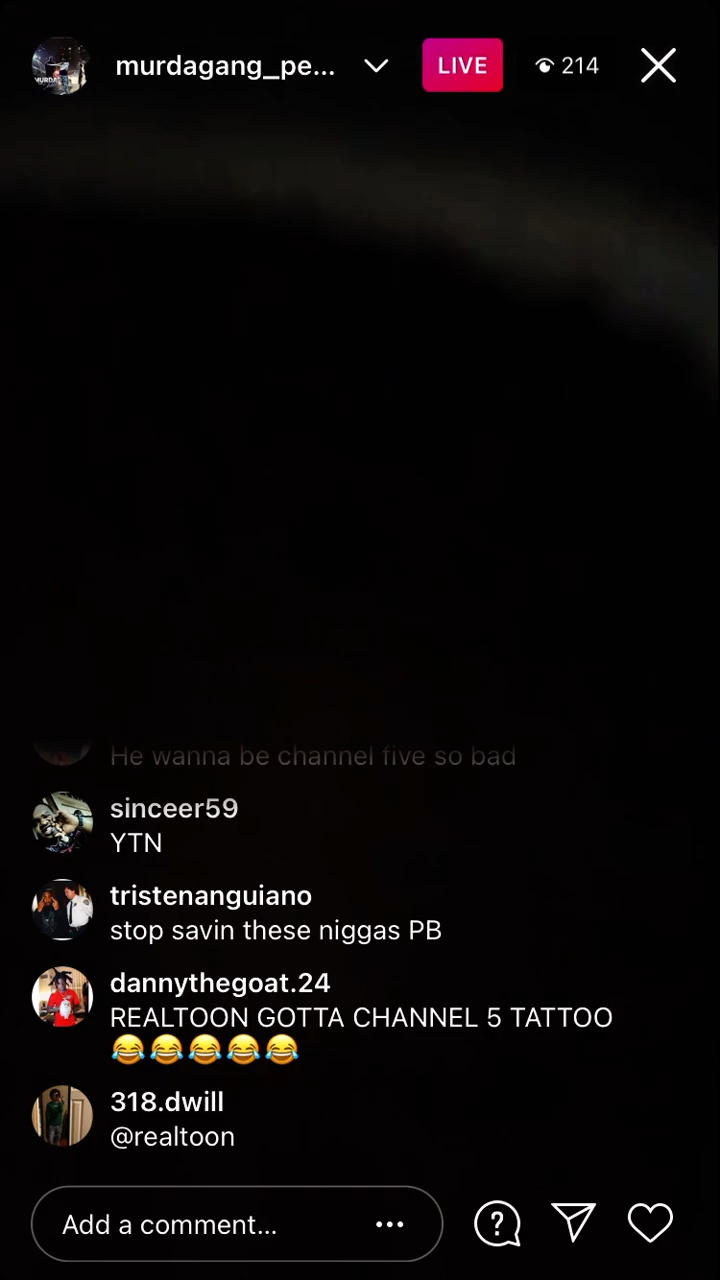 murdagang_pe...
LIVE
214
He wanna be channel five so bad
sinceer59
YTN
tristenanguiano
stop savin these niggas PB
dannythegoat.24
REALTOON GOTTA CHANNEL 5 TATTOO
😂😂😂😂😂
318.dwill
@realtoon
Add a comment...